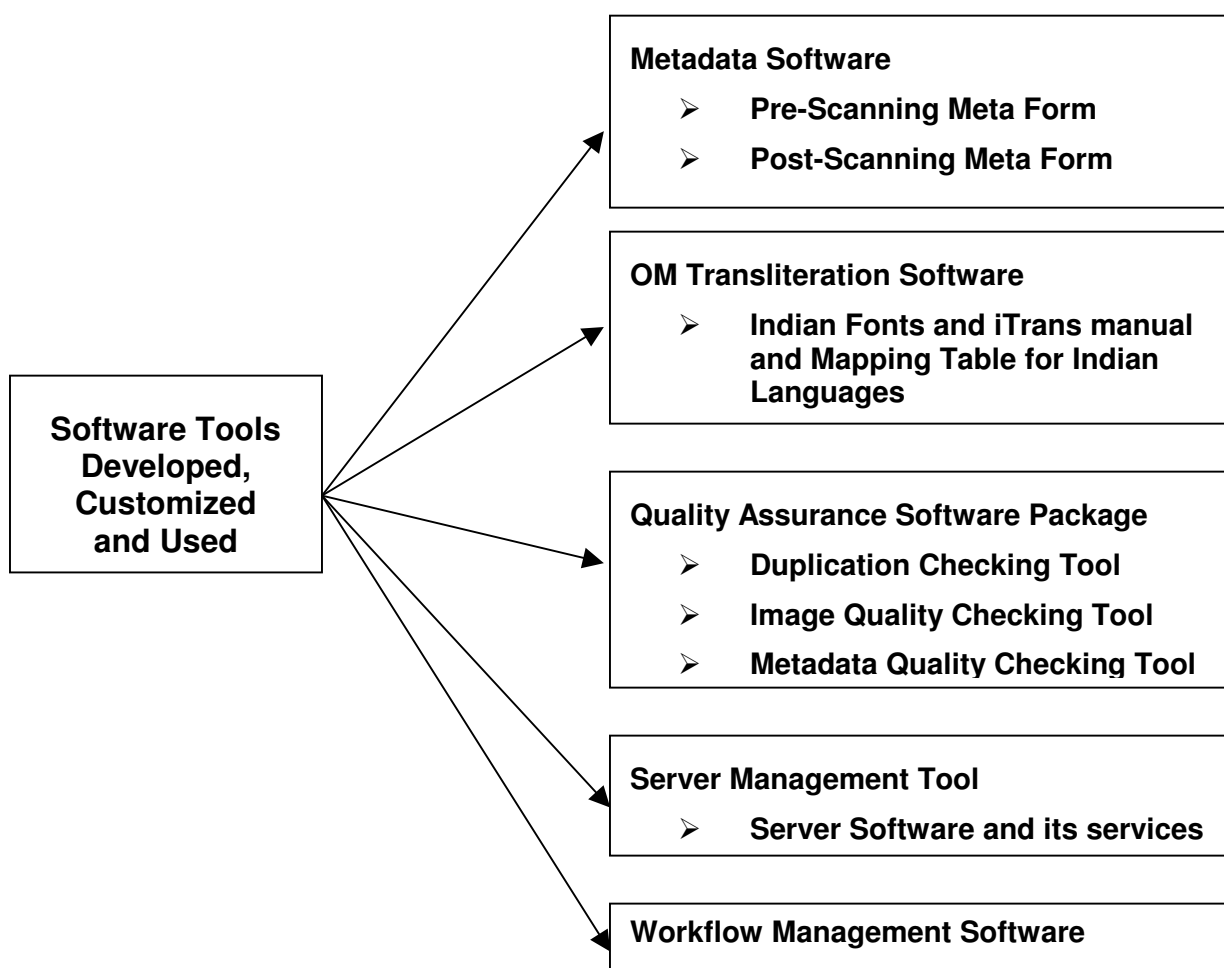 Software Tools
Developed,
Customized
and Used
Metadata Software
➢ Pre-Scanning Meta Form
➢ Post-Scanning Meta Form
OM Transliteration Software
➢ Indian Fonts and iTrans manual
and Mapping Table for Indian
Languages
Quality Assurance Software Package
➢ Duplication Checking Tool
➢ Image Quality Checking Tool
➢ Metadata Quality Checking Tool
Server Management Tool
➢ Server Software and its services
Workflow Management Software